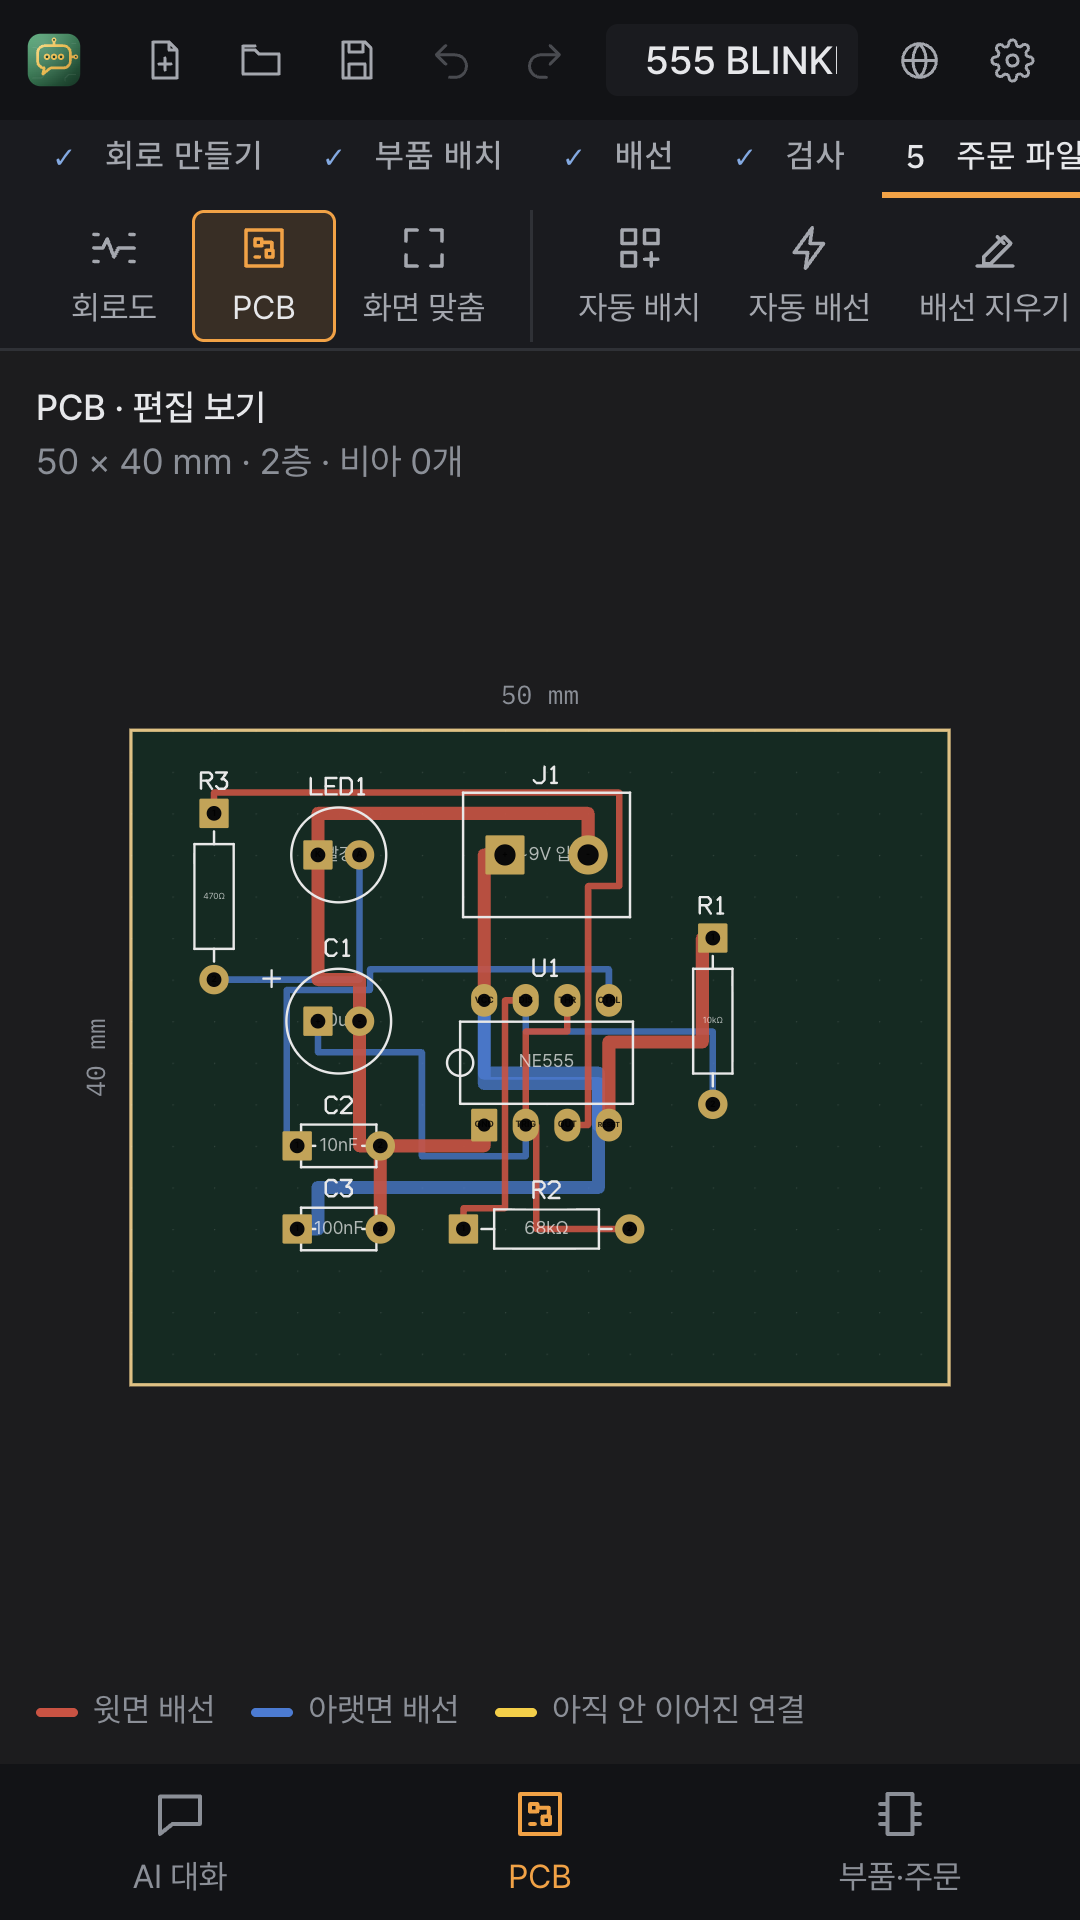 555 BLINK
✓ 회로 만들기 ✓ 부품 배치 ✓ 배선 ✓ 검사 5 주문 파일
회로도 PCB 화면 맞춤 자동 배치 자동 배선 배선 지우기
PCB · 편집 보기
50 × 40 mm · 2층 · 비아 0개
50 mm
40 mm
R3
LED1
J1
-9V 입
470Ω
R1
C1
U1
10kΩ
NE555
C2
10nF
C3
100nF
R2
68kΩ
윗면 배선 아랫면 배선 아직 안 이어진 연결
AI 대화 PCB 부품·주문